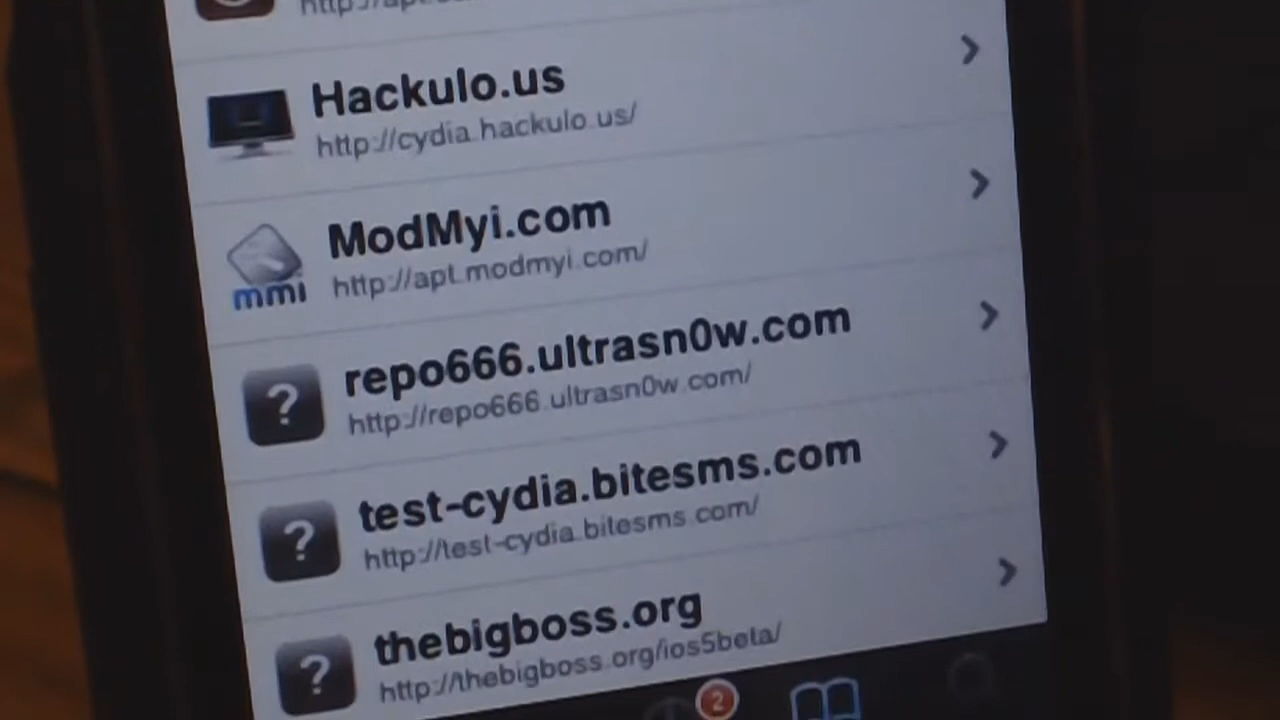 Hackulo.us
http://cydia.hackulo.us/
ModMyi.com
http://apt.modmyi.com/
mmi
repo666.ultrasn0w.com
http://repo666.ultrasn0w.com/
?
test-cydia.bitesms.com
http://test-cydia.bitesms.com/
?
thebigboss.org
http://thebigboss.org/ios5beta/
?
2